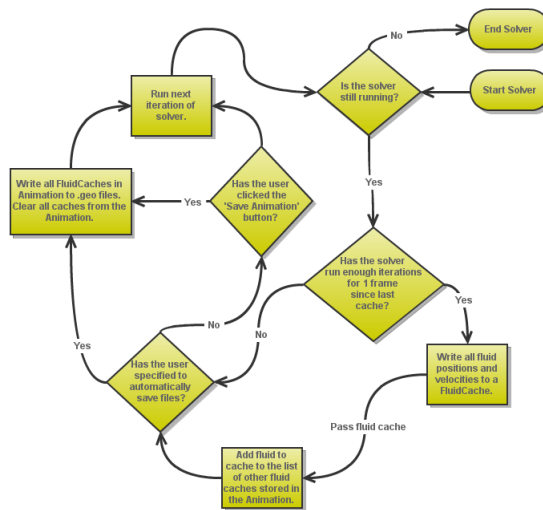 End Solver
No
Run next
iteration of
solver.
Is the solver
still running?
Start Solver
Write all FluidCaches in
Animation to .geo files.
Clear all caches from the
Animation.
Yes
Has the user
clicked the
'Save Animation'
button?
Yes
Has the solver
run enough iterations
for 1 frame
since last
cache?
Yes
No
No
Yes
Has the user
specified to
automatically
save files?
Write all fluid
positions and
velocities to a
FluidCache.
Pass fluid cache
Add fluid to
cache to the list
of other fluid
caches stored in
the Animation.